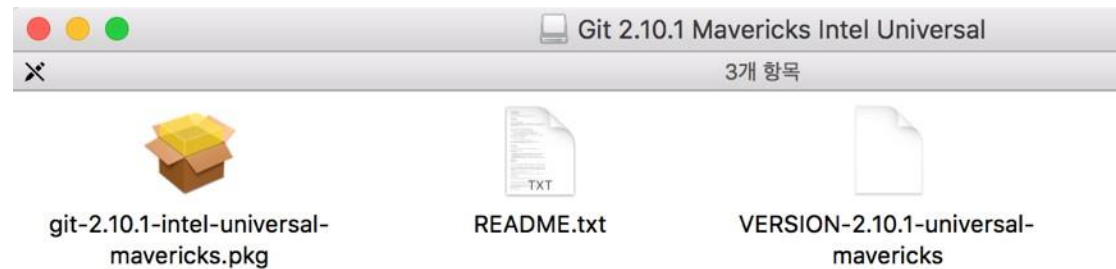 Git 2.10.1 Mavericks Intel Universal
3개 항목
TXT
git-2.10.1-intel-universal-
mavericks.pkg
README.txt
VERSION-2.10.1-universal-
mavericks